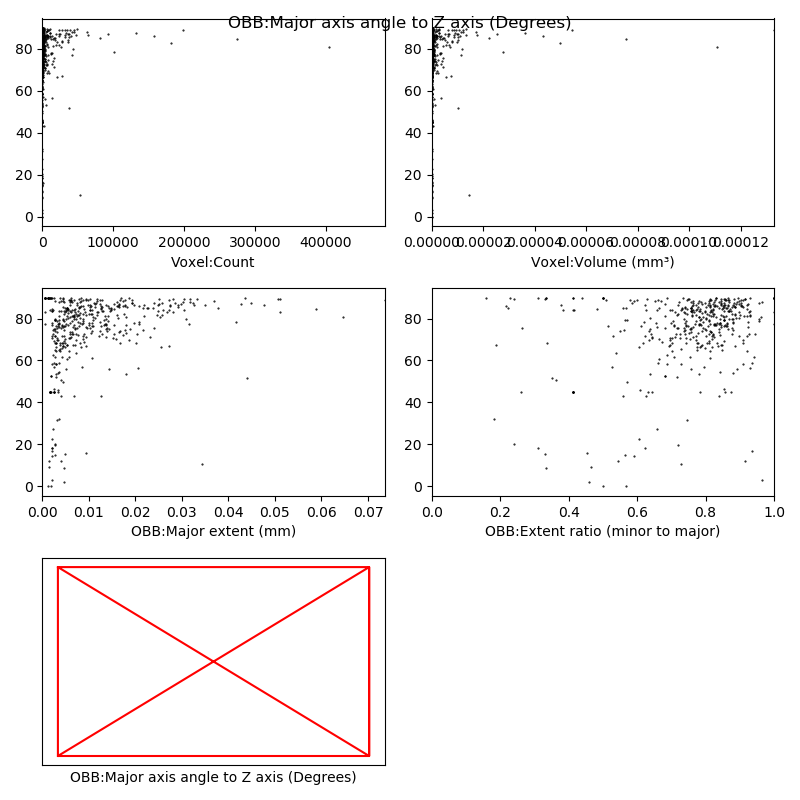 OBB:Major axis angle to Z axis (Degrees)
80
60
40
20
0
0 100000 200000 300000 400000
Voxel:Count
80
60
40
20
0
0.00000 0.00002 0.00004 0.00006 0.00008 0.00010 0.00012
Voxel:Volume (mm³)
80
60
40
20
0
0.00 0.01 0.02 0.03 0.04 0.05 0.06 0.07
OBB:Major extent (mm)
80
60
40
20
0
0.0 0.2 0.4 0.6 0.8 1.0
OBB:Extent ratio (minor to major)
OBB:Major axis angle to Z axis (Degrees)